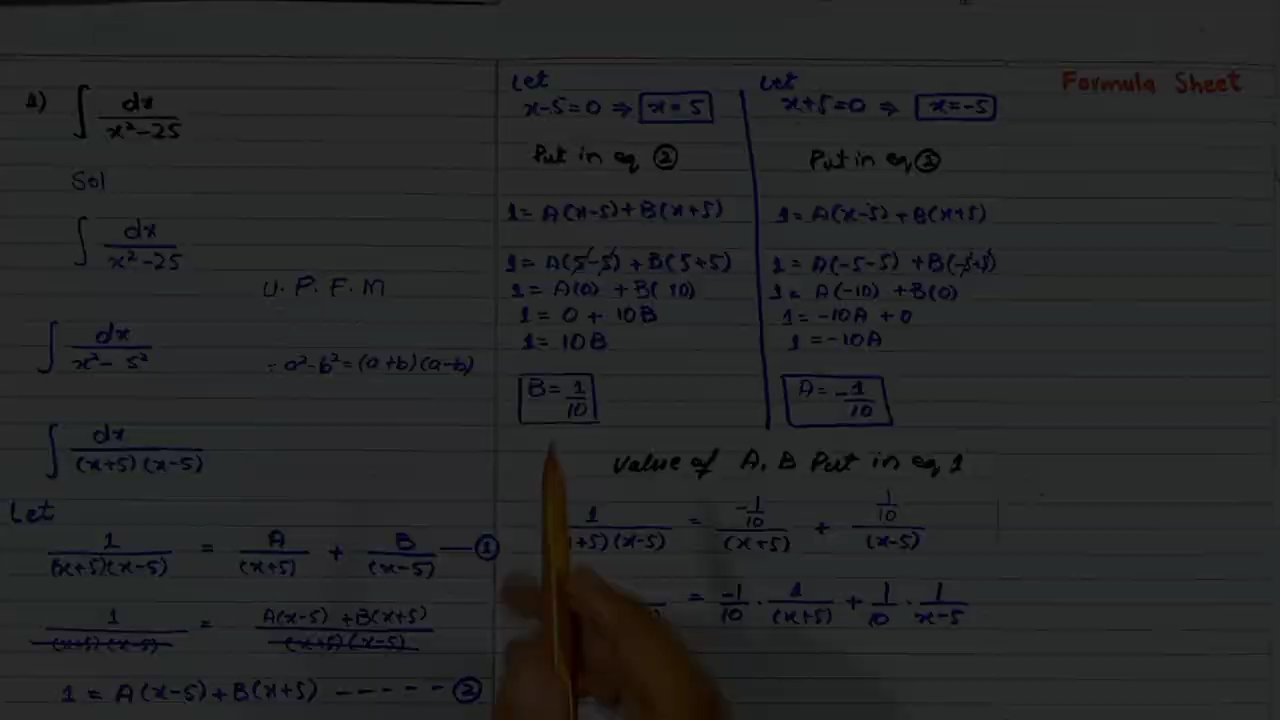 1) ∫ dx / x²-25
Sol
∫ dx / x²-25
U. P. F. M
∫ dx / x²- 5² ∵ a²-b²=(a+b)(a-b)
∫ dx / (x+5)(x-5)
Let
1 / (x+5)(x-5) = A / (x+5) + B / (x-5) — ①
1 / (x+5)(x-5) = A(x-5)+B(x+5) / (x+5)(x-5)
1 = A(x-5)+B(x+5) ------ ②
Let
x-5=0 ⇒ x=5
Put in eq ②
1= A(x-5)+B(x+5)
1= A(5-5)+B(5+5)
1= A(0) +B(10)
1= 0 + 10B
1= 10B
B= 1/10
Let
x+5=0 ⇒ x=-5
Put in eq ②
1= A(x-5)+B(x+5)
1= A(-5-5) +B(-5+5)
1= A(-10) +B(0)
1= -10A +0
1 =-10A
A= -1/10
Value of A, B Put in eq 1
1 / +5)(x-5) = -1/10 / (x+5) + 1/10 / (x-5)
= -1/10 . 1/(x+5) + 1/10 . 1/x-5
Formula Sheet